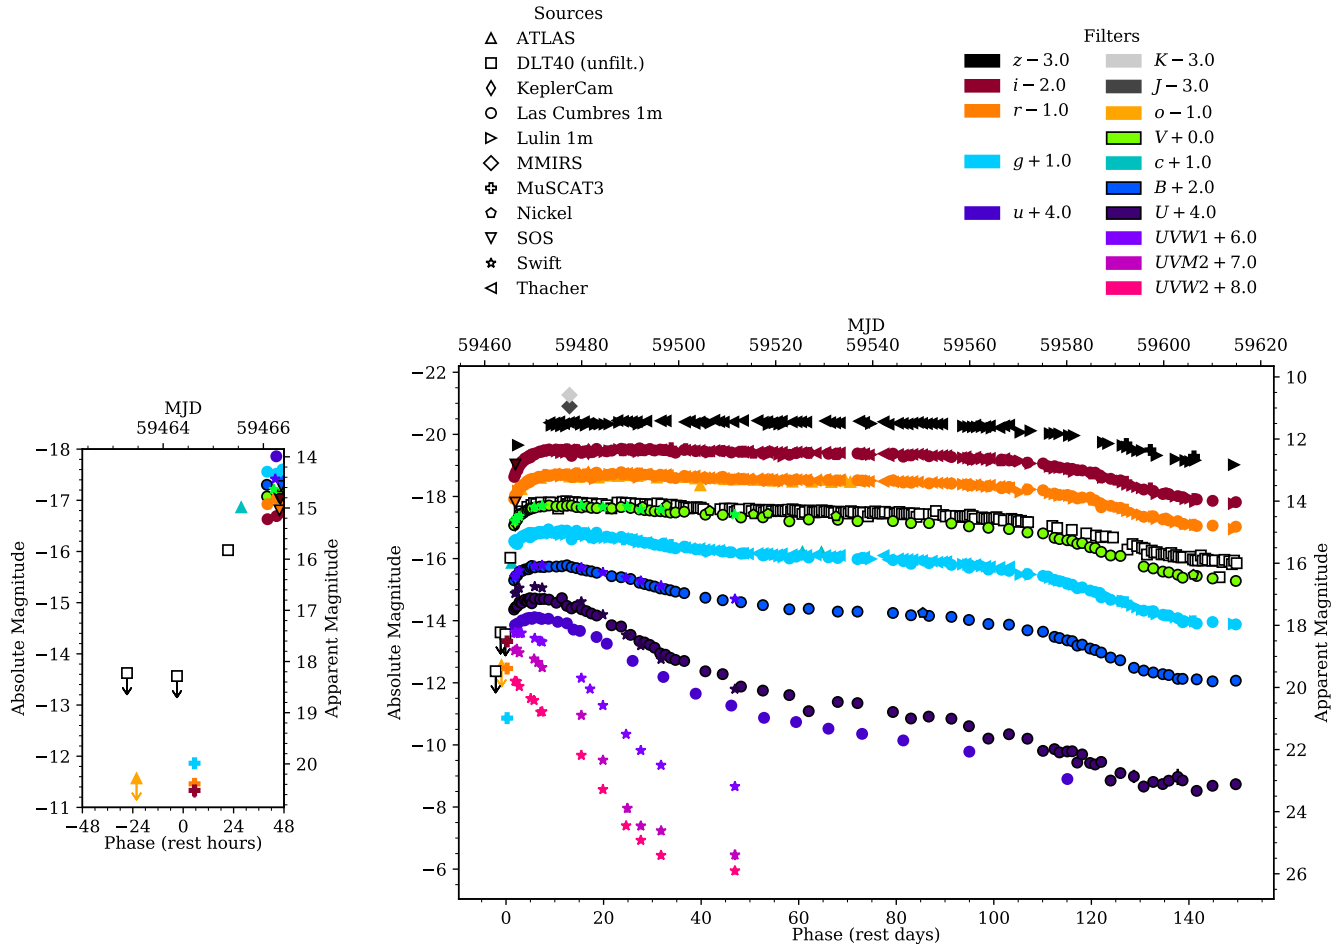 Sources
ATLAS
DLT40 (unfilt.)
KeplerCam
Las Cumbres 1m
Lulin 1m
MMIRS
MuSCAT3
Nickel
SOS
Swift
Thacher
Filters
z − 3.0
i − 2.0
r − 1.0
g + 1.0
u + 4.0
K − 3.0
J − 3.0
o − 1.0
V + 0.0
c + 1.0
B + 2.0
U + 4.0
UVW1 + 6.0
UVM2 + 7.0
UVW2 + 8.0
MJD
59464 59466
Absolute Magnitude
−18
−17
−16
−15
−14
−13
−12
−11
14
15
16
17
18
19
20
Apparent Magnitude
−48 −24 0 24 48
Phase (rest hours)
MJD
59460 59480 59500 59520 59540 59560 59580 59600 59620
Absolute Magnitude
−22
−20
−18
−16
−14
−12
−10
−8
−6
10
12
14
16
18
20
22
24
26
Apparent Magnitude
0 20 40 60 80 100 120 140
Phase (rest days)